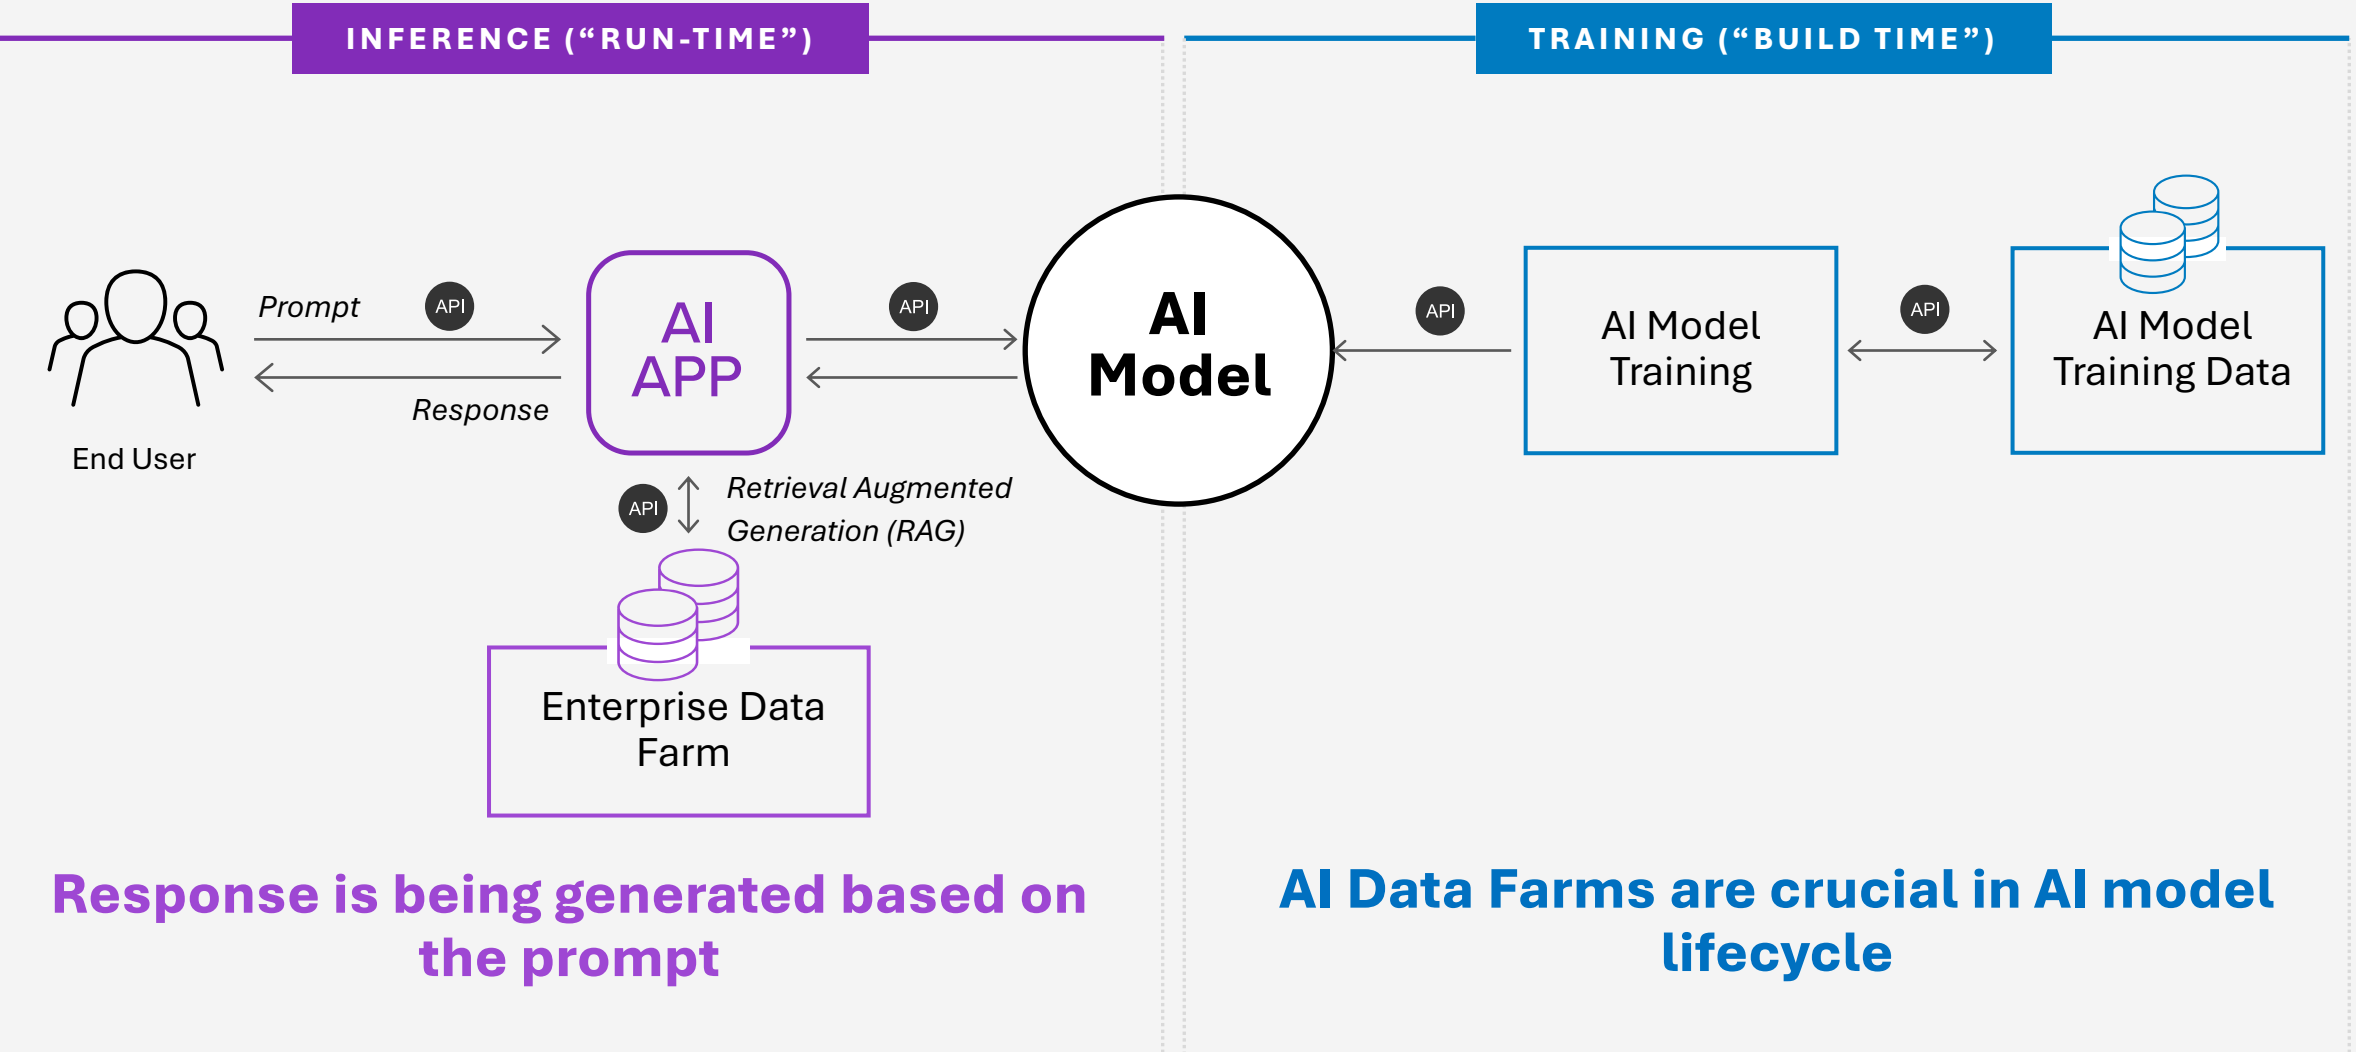 INFERENCE (“RUN-TIME”)
TRAINING (“BUILD TIME”)
Prompt
API
Response
End User
AI
APP
API
AI
Model
API
AI Model
Training
API
AI Model
Training Data
API
Retrieval Augmented
Generation (RAG)
Enterprise Data
Farm
Response is being generated based on
the prompt
AI Data Farms are crucial in AI model
lifecycle